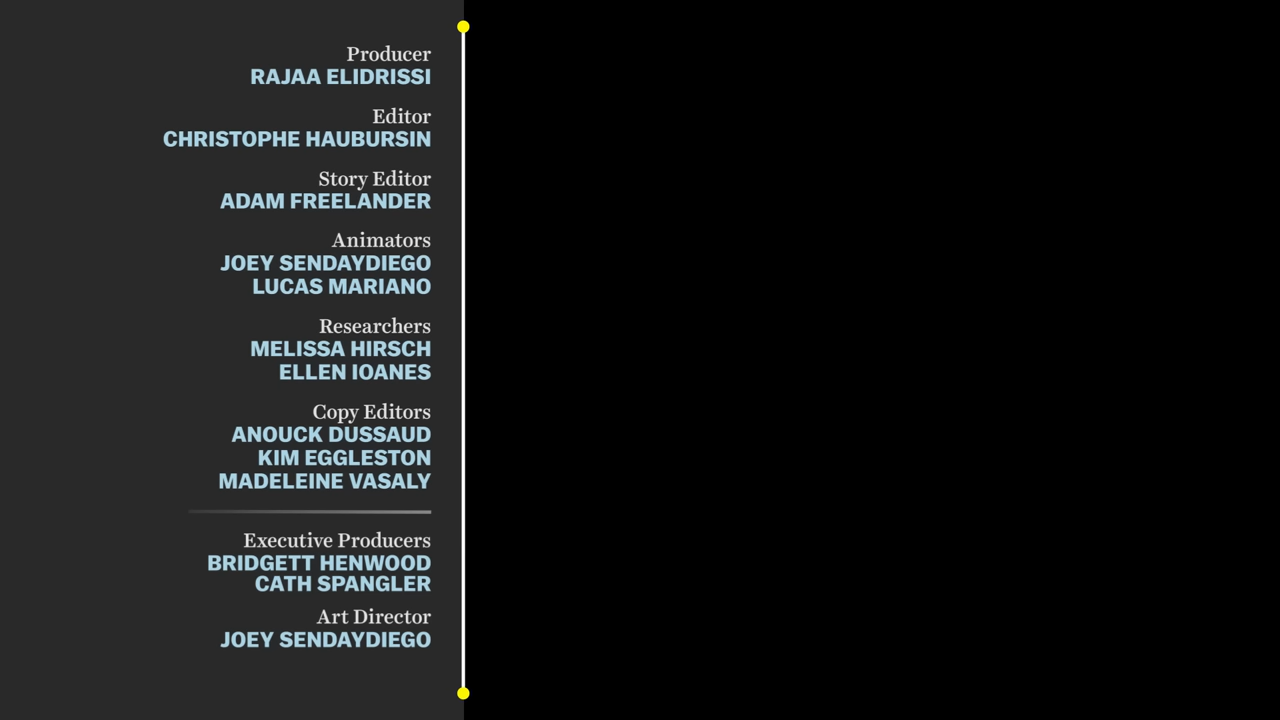 Producer
RAJAA ELIDRISSI
Editor
CHRISTOPHE HAUBURSIN
Story Editor
ADAM FREELANDER
Animators
JOEY SENDAYDIEGO
LUCAS MARIANO
Researchers
MELISSA HIRSCH
ELLEN IOANES
Copy Editors
ANOUCK DUSSAUD
KIM EGGLESTON
MADELEINE VASALY
Executive Producers
BRIDGETT HENWOOD
CATH SPANGLER
Art Director
JOEY SENDAYDIEGO